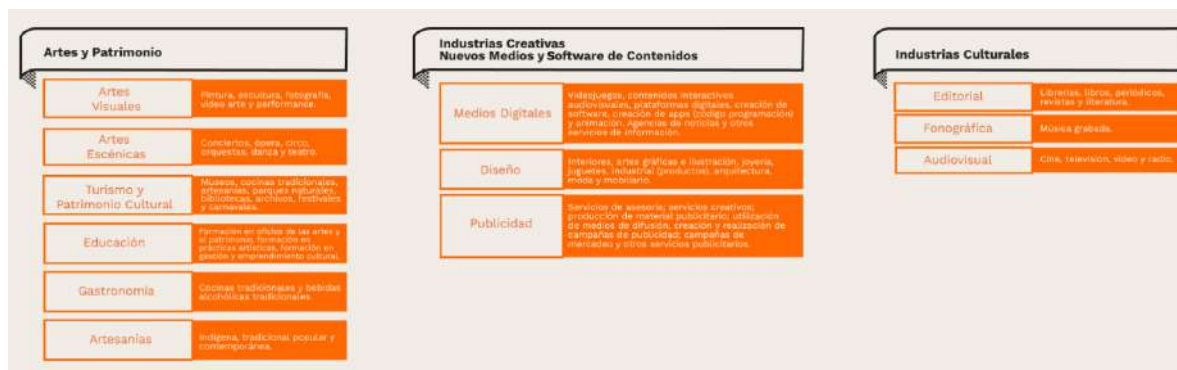 Artes y Patrimonio
Artes
Visuales
Pintura, escultura, fotografía,
video arte y performance.
Artes
Escénicas
Conciertos, ópera, circo,
orquestas, danza y teatro.
Turismo y
Patrimonio Cultural
Museos, cocinas tradicionales,
artesanías, parques naturales,
bibliotecas, archivos, festivales
y carnavales.
Educación
Formación en oficios de las artes y
el patrimonio, formación en
prácticas artísticas, formación en
gestión y emprendimiento cultural.
Gastronomía
Cocinas tradicionales y bebidas
alcohólicas tradicionales.
Artesanías
Indígena, tradicional popular y
contemporánea.
Industrias Creativas
Nuevos Medios y Software de Contenidos
Medios Digitales
Videojuegos, contenidos interactivos
audiovisuales, plataformas digitales, creación de
software, creación de apps (código programación)
y animación. Agencias de noticias y otros
servicios de información.
Diseño
Interiores, artes gráficas e ilustración, joyería,
juguetes, industrial (productos), arquitectura,
moda y mobiliario.
Publicidad
Servicios de asesoría; servicios creativos;
producción de material publicitario; utilización
de medios de difusión, creación y realización de
campañas de publicidad; campañas de
mercadeo y otros servicios publicitarios.
Industrias Culturales
Editorial
Librerías, libros, periódicos,
revistas y literatura.
Fonográfica
Música grabada.
Audiovisual
Cine, televisión, video y radio.